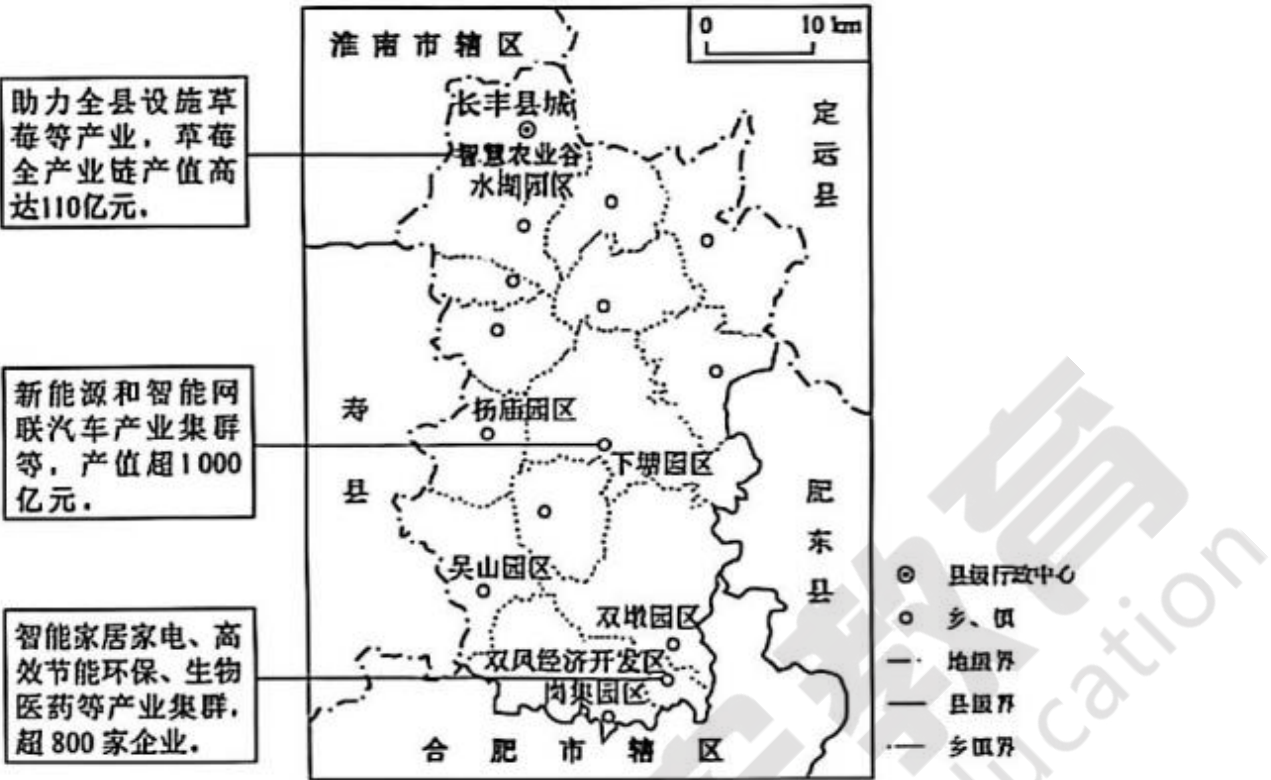 淮南市辖区
0 10 km
助力全县设施草
莓等产业，草莓
全产业链产值高
达110亿元。
长丰县城
智慧农业谷
水湖园区
定远县
新能源和智能网
联汽车产业集群
等，产值超1000
亿元。
寿县
杨庙园区
下塘园区
肥东县
吴山园区
双墩园区
智能家居家电、高
效节能环保、生物
医药等产业集群，
超800家企业。
双凤经济开发区
岗集园区
合肥市辖区
县级行政中心
乡、镇
地级界
县级界
乡镇界
教育
ucation